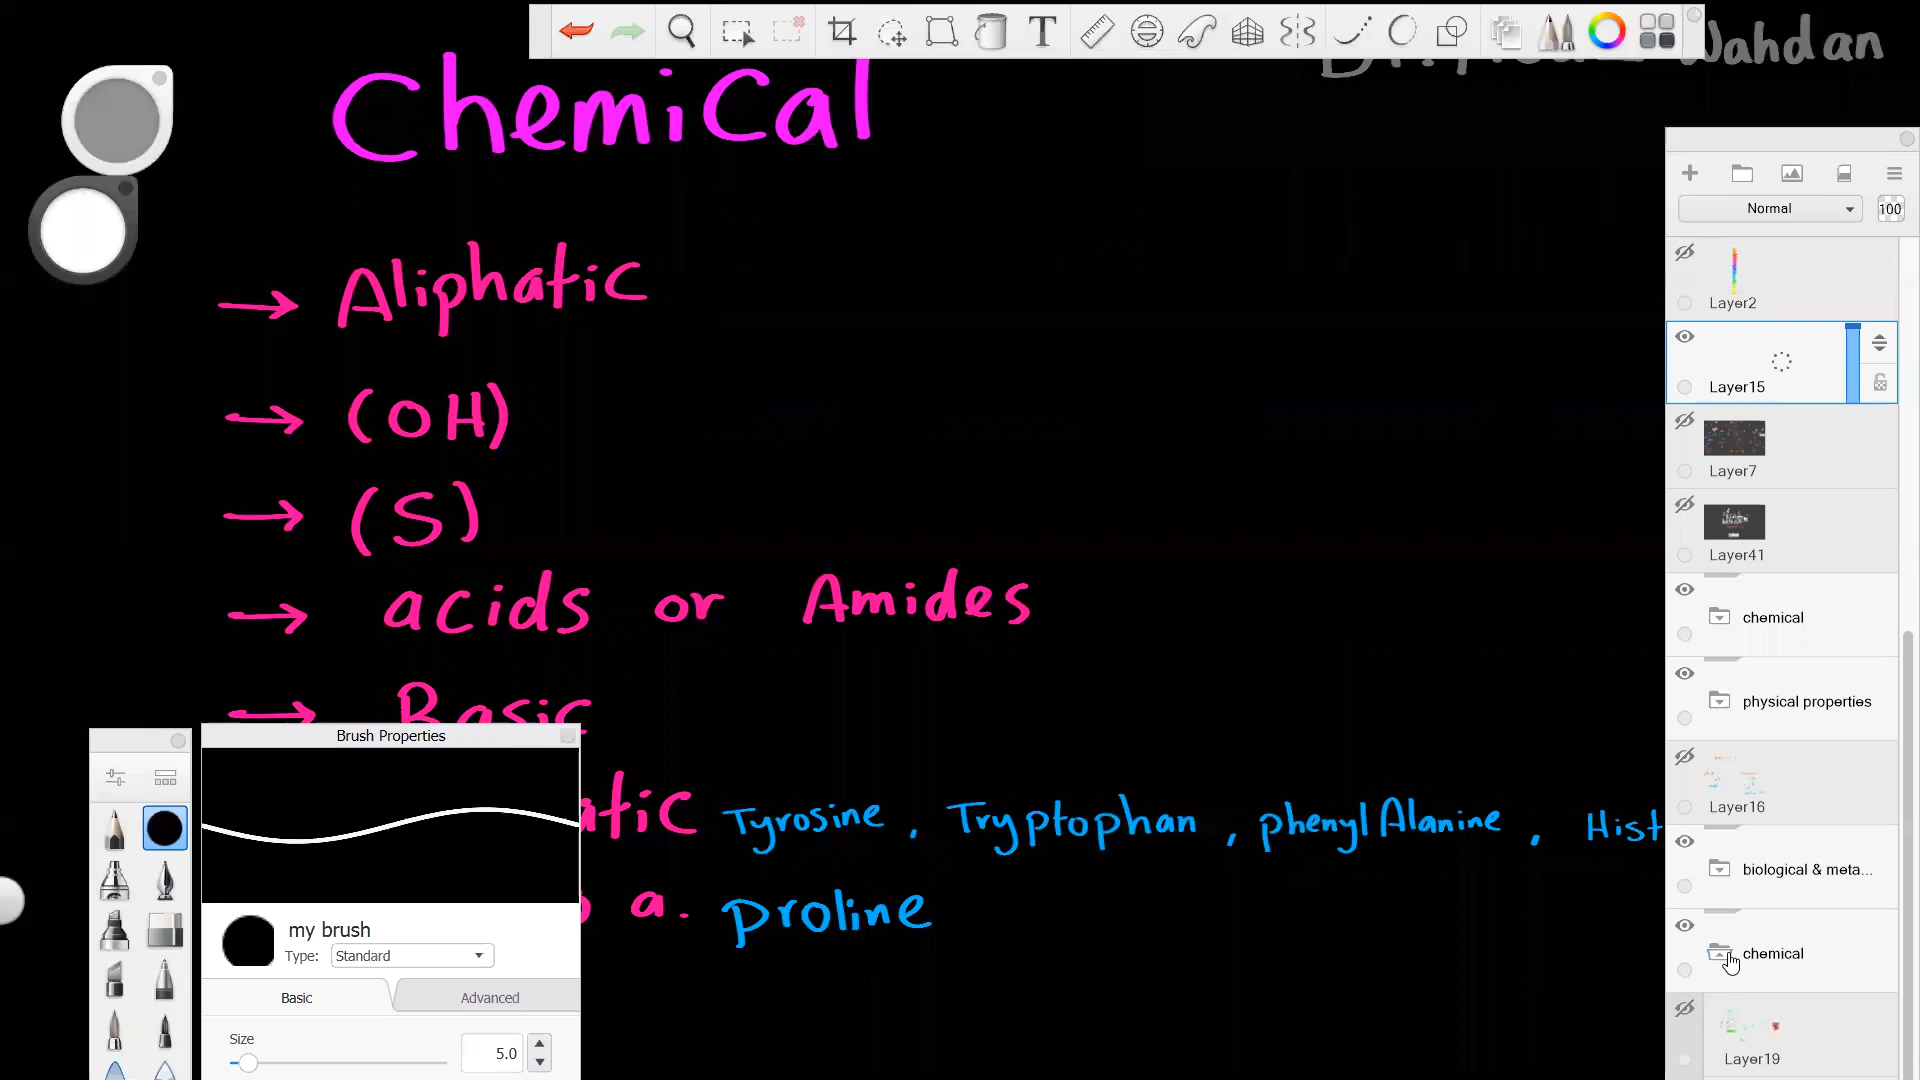 Wahdan
Chemical
→ Aliphatic
→ (OH)
→ (S)
→ acids or Amides
→ Basic
atic Tyrosine, Tryptophan, phenylAlanine, Hist
a. proline
Normal
100
Layer2
Layer15
Layer7
Layer41
chemical
physical properties
Layer16
biological & meta...
chemical
Layer19
Brush Properties
my brush
Type: Standard
Basic Advanced
Size
5.0